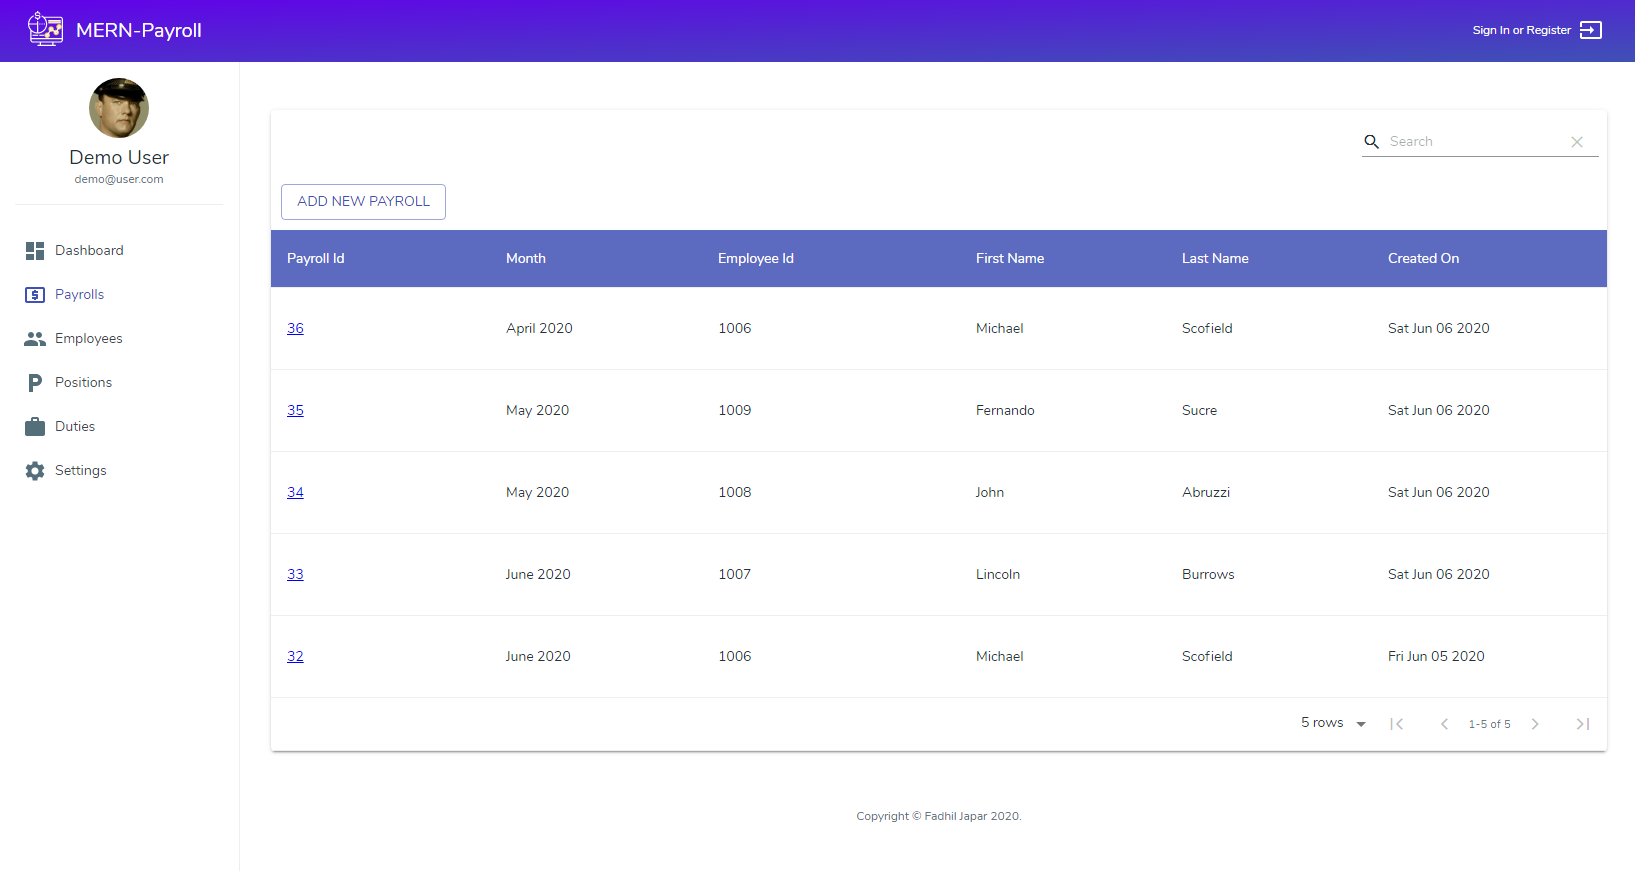 MERN-Payroll
Sign In or Register
Demo User
demo@user.com
Dashboard
Payrolls
Employees
Positions
Duties
Settings
Search
ADD NEW PAYROLL
Payroll Id Month Employee Id First Name Last Name Created On
36 April 2020 1006 Michael Scofield Sat Jun 06 2020
35 May 2020 1009 Fernando Sucre Sat Jun 06 2020
34 May 2020 1008 John Abruzzi Sat Jun 06 2020
33 June 2020 1007 Lincoln Burrows Sat Jun 06 2020
32 June 2020 1006 Michael Scofield Fri Jun 05 2020
5 rows 1-5 of 5
Copyright © Fadhil Japar 2020.